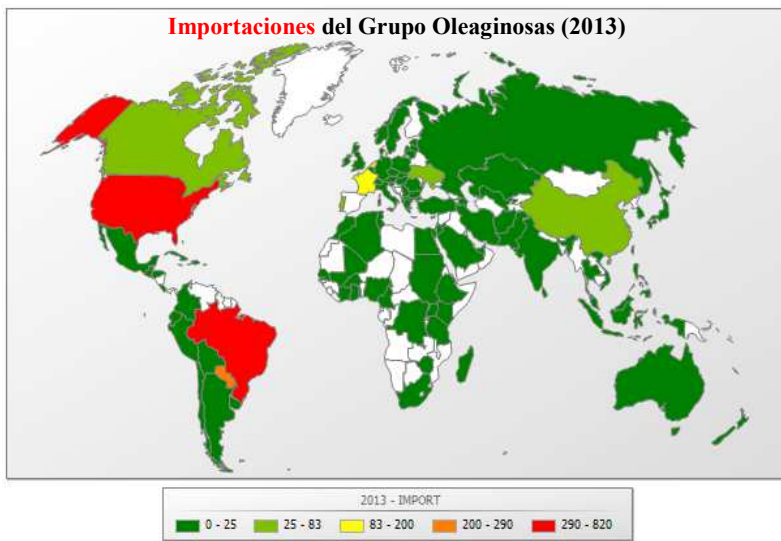 Importaciones del Grupo Oleaginosas (2013)
2013 - IMPORT
0 - 25 25 - 83 83 - 200 200 - 290 290 - 820